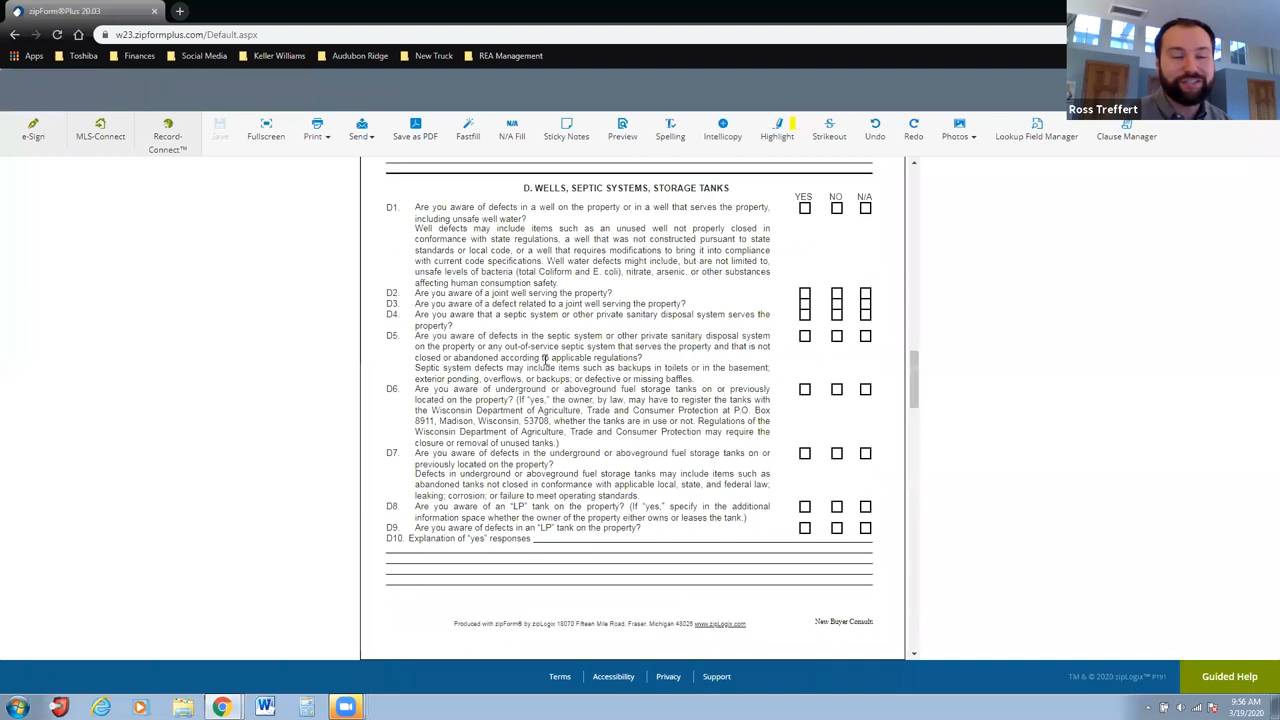 zipForm®Plus 20.03
w23.zipformplus.com/Default.aspx
Apps Toshiba Finances Social Media Keller Williams Audubon Ridge New Truck REA Management
Ross Treffert
e-Sign MLS-Connect Record-Connect™ Save Fullscreen Print Send Save as PDF Fastfill N/A Fill Sticky Notes Preview Spelling Intellicopy Highlight Strikeout Undo Redo Photos Lookup Field Manager Clause Manager
D. WELLS, SEPTIC SYSTEMS, STORAGE TANKS
YES NO N/A
D1. Are you aware of defects in a well on the property or in a well that serves the property,
including unsafe well water?
Well defects may include items such as an unused well not properly closed in
conformance with state regulations, a well that was not constructed pursuant to state
standards or local code, or a well that requires modifications to bring it into compliance
with current code specifications. Well water defects might include, but are not limited to,
unsafe levels of bacteria (total Coliform and E. coli), nitrate, arsenic, or other substances
affecting human consumption safety.
D2. Are you aware of a joint well serving the property?
D3. Are you aware of a defect related to a joint well serving the property?
D4. Are you aware that a septic system or other private sanitary disposal system serves the
property?
D5. Are you aware of defects in the septic system or other private sanitary disposal system
on the property or any out-of-service septic system that serves the property and that is not
closed or abandoned according to applicable regulations?
Septic system defects may include items such as backups in toilets or in the basement;
exterior ponding, overflows, or backups; or defective or missing baffles.
D6. Are you aware of underground or aboveground fuel storage tanks on or previously
located on the property? (If “yes,” the owner, by law, may have to register the tanks with
the Wisconsin Department of Agriculture, Trade and Consumer Protection at P.O. Box
8911, Madison, Wisconsin, 53708, whether the tanks are in use or not. Regulations of the
Wisconsin Department of Agriculture, Trade and Consumer Protection may require the
closure or removal of unused tanks.)
D7. Are you aware of defects in the underground or aboveground fuel storage tanks on or
previously located on the property?
Defects in underground or aboveground fuel storage tanks may include items such as
abandoned tanks not closed in conformance with applicable local, state, and federal law;
leaking; corrosion; or failure to meet operating standards.
D8. Are you aware of an “LP” tank on the property? (If “yes,” specify in the additional
information space whether the owner of the property either owns or leases the tank.)
D9. Are you aware of defects in an “LP” tank on the property?
D10. Explanation of “yes” responses
Produced with zipForm® by zipLogix 18070 Fifteen Mile Road, Fraser, Michigan 48026 www.zipLogix.com New Buyer Consult
Terms Accessibility Privacy Support
TM & © 2020 zipLogix™ P191
Guided Help
9:56 AM
3/19/2020